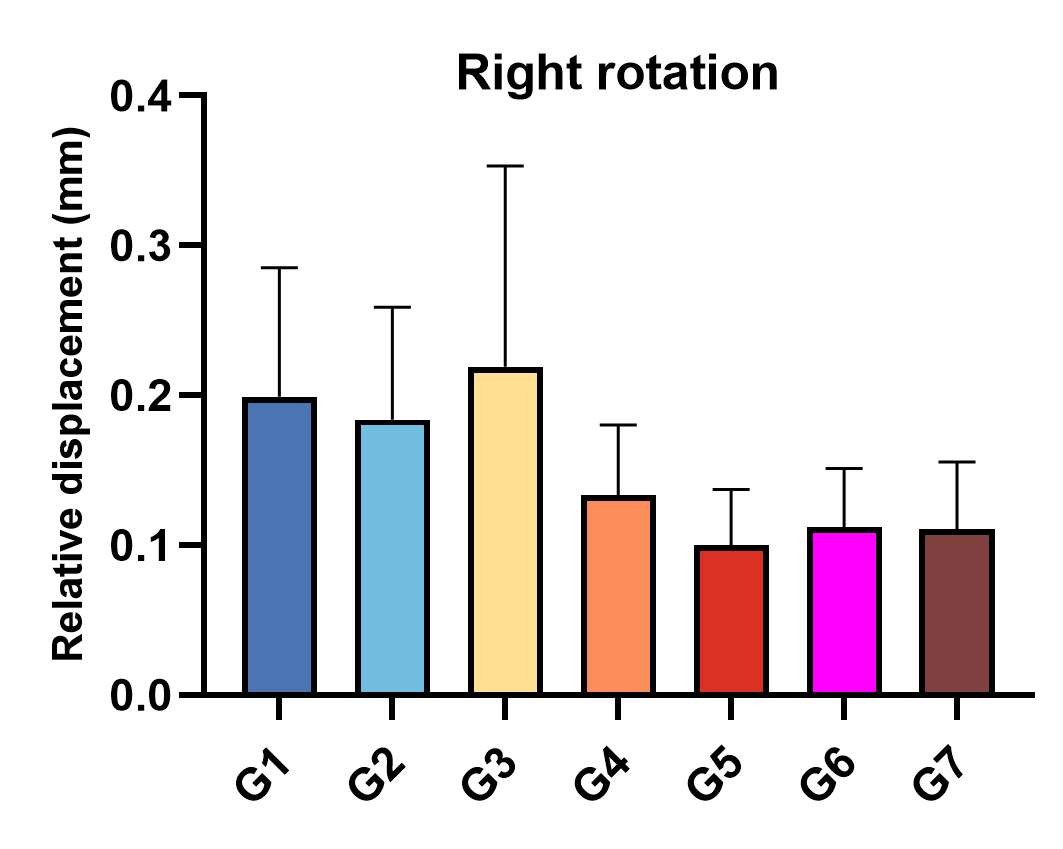 Right rotation
Relative displacement (mm)
0.4
0.3
0.2
0.1
0.0
G1 G2 G3 G4 G5 G6 G7